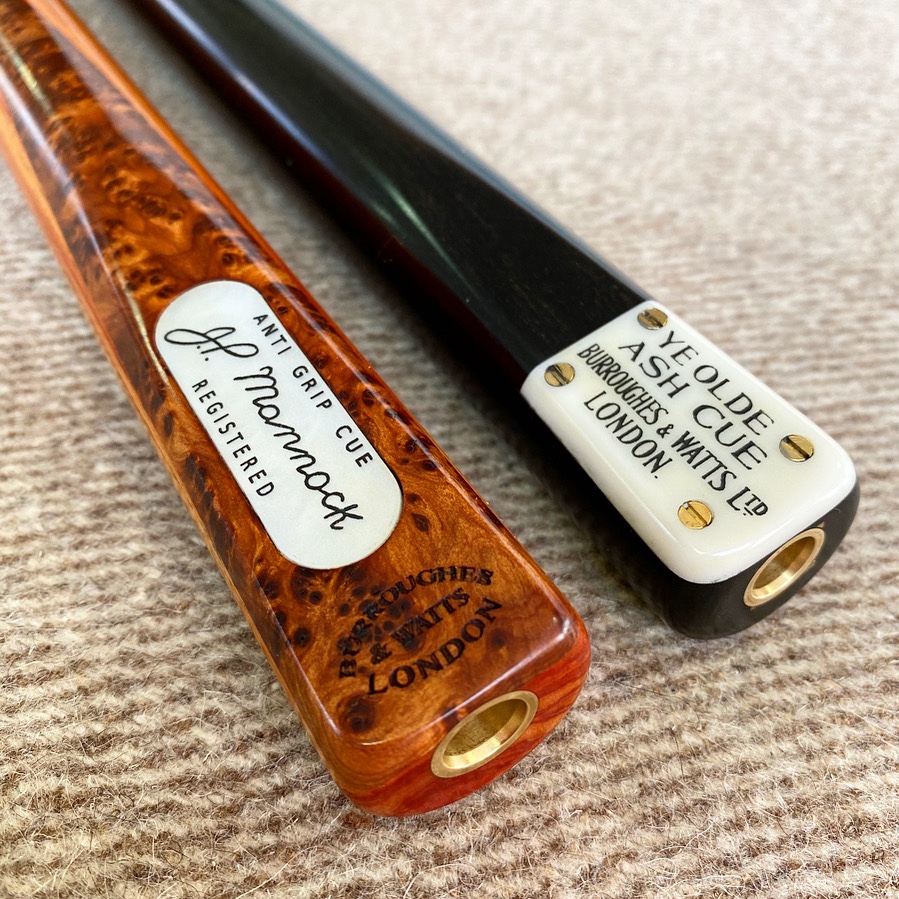 ANTI GRIP CUE
J.P. Mannock
REGISTERED
BURROUGHES
& WATTS
LONDON
YE OLDE
ASH CUE
BURROUGHES & WATTS LTD
LONDON.